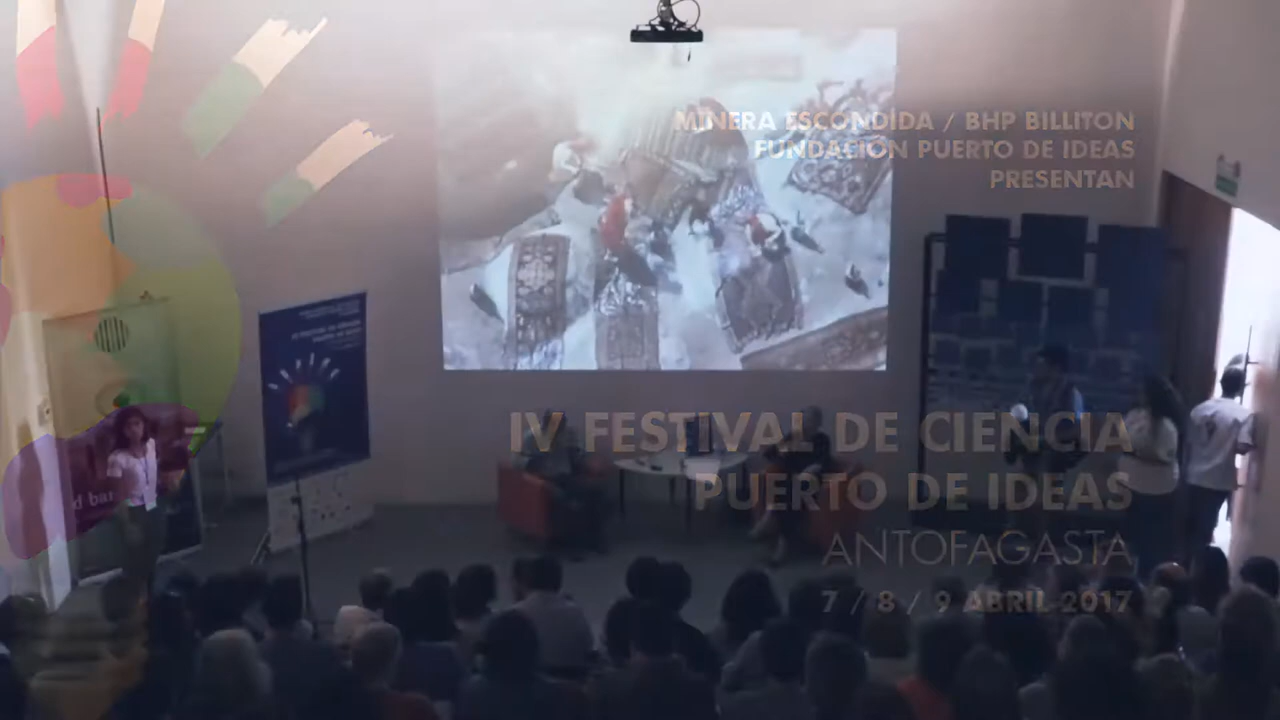 MINERA ESCONDIDA / BHP BILLITON
FUNDACIÓN PUERTO DE IDEAS
PRESENTAN
IV FESTIVAL DE CIENCIA
PUERTO DE IDEAS
ANTOFAGASTA
7 / 8 / 9 ABRIL 2017